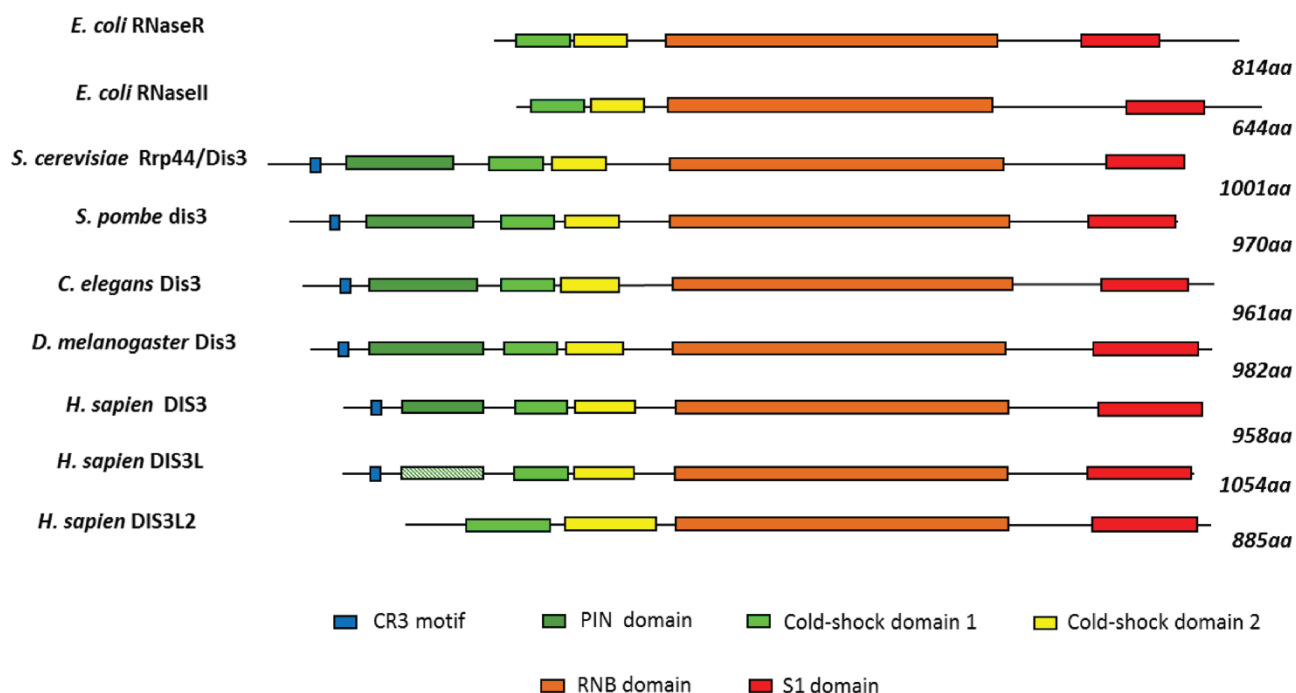 E. coli RNaseR
814aa
E. coli RNaseII
644aa
S. cerevisiae Rrp44/Dis3
1001aa
S. pombe dis3
970aa
C. elegans Dis3
961aa
D. melanogaster Dis3
982aa
H. sapien DIS3
958aa
H. sapien DIS3L
1054aa
H. sapien DIS3L2
885aa
CR3 motif PIN domain Cold-shock domain 1 Cold-shock domain 2
RNB domain S1 domain